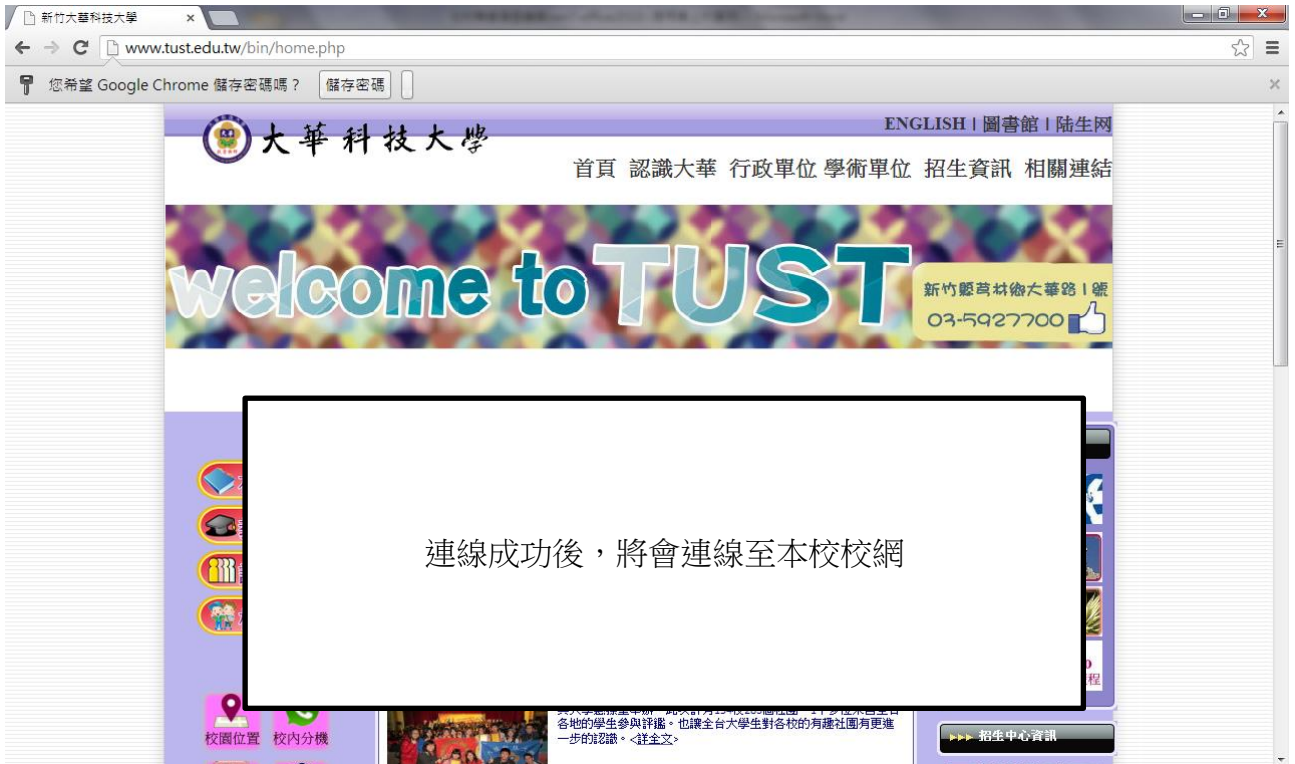 新竹大華科技大學
www.tust.edu.tw/bin/home.php
您希望 Google Chrome 儲存密碼嗎？ 儲存密碼
大華科技大學
ENGLISH | 圖書館 | 陆生网
首頁 認識大華 行政單位 學術單位 招生資訊 相關連結
welcome to TUST
新竹縣芎林鄉大華路1號
03-5927700
連線成功後，將會連線至本校校網
各地的學生參與評鑑。也讓全台大學生對各校的有趣社團有更進
一步的認識。<詳全文>
校園位置 校內分機
招生中心資訊